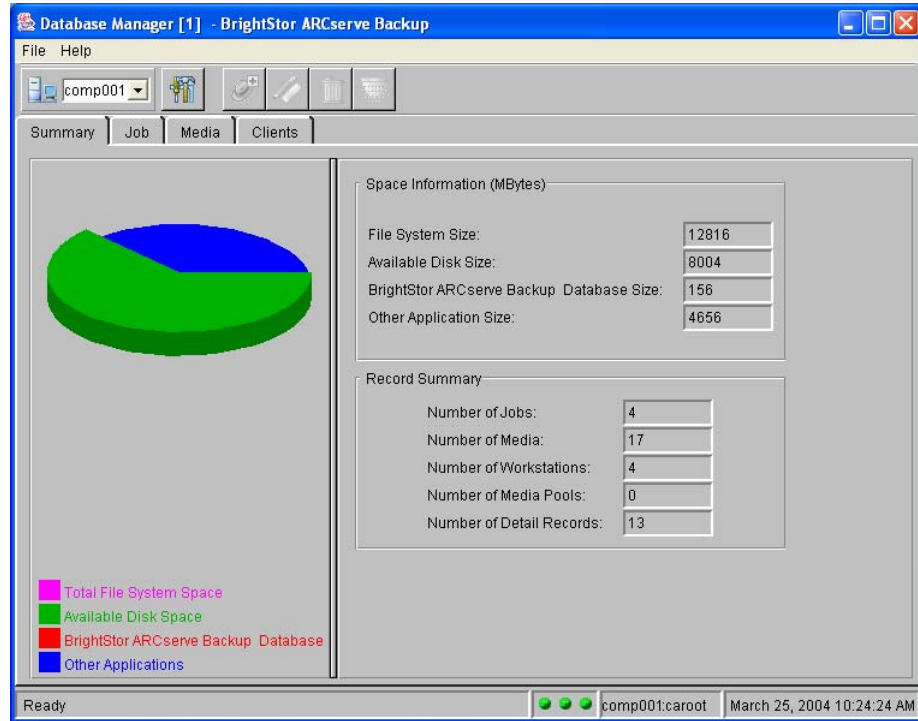 Database Manager [1] - BrightStor ARCserve Backup
File Help
comp001
Summary Job Media Clients
Space Information (MBytes)
File System Size: 12816
Available Disk Size: 8004
BrightStor ARCserve Backup Database Size: 156
Other Application Size: 4656
Record Summary
Number of Jobs: 4
Number of Media: 17
Number of Workstations: 4
Number of Media Pools: 0
Number of Detail Records: 13
Total File System Space
Available Disk Space
BrightStor ARCserve Backup Database
Other Applications
Ready comp001:caroot March 25, 2004 10:24:24 AM